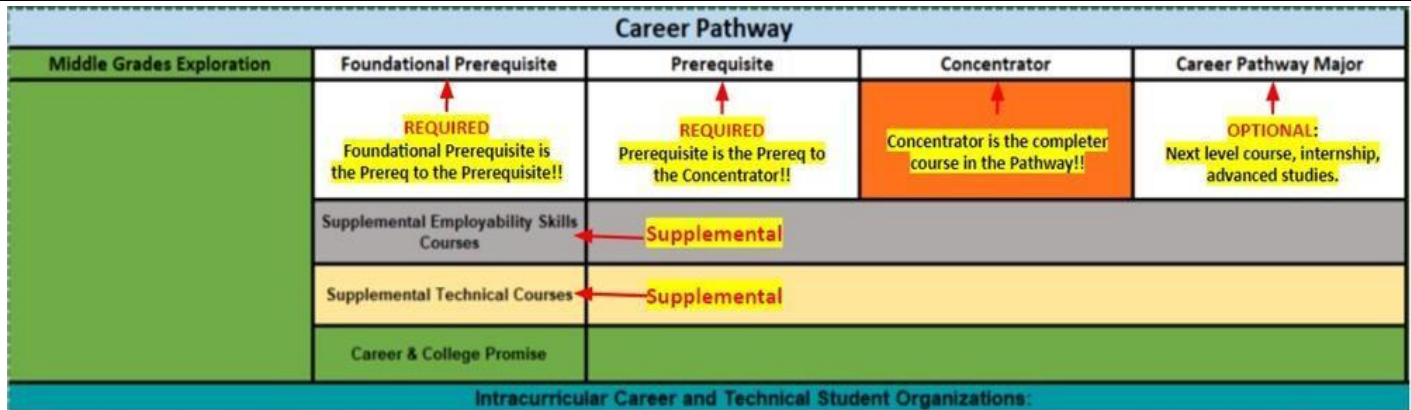 Career Pathway
Middle Grades Exploration
Foundational Prerequisite
Prerequisite
Concentrator
Career Pathway Major
REQUIRED
Foundational Prerequisite is
the Prereq to the Prerequisite!!
REQUIRED
Prerequisite is the Prereq to
the Concentrator!!
Concentrator is the completer
course in the Pathway!!
OPTIONAL:
Next level course, internship,
advanced studies.
Supplemental Employability Skills
Courses
Supplemental
Supplemental Technical Courses
Supplemental
Career & College Promise
Intracurricular Career and Technical Student Organizations: